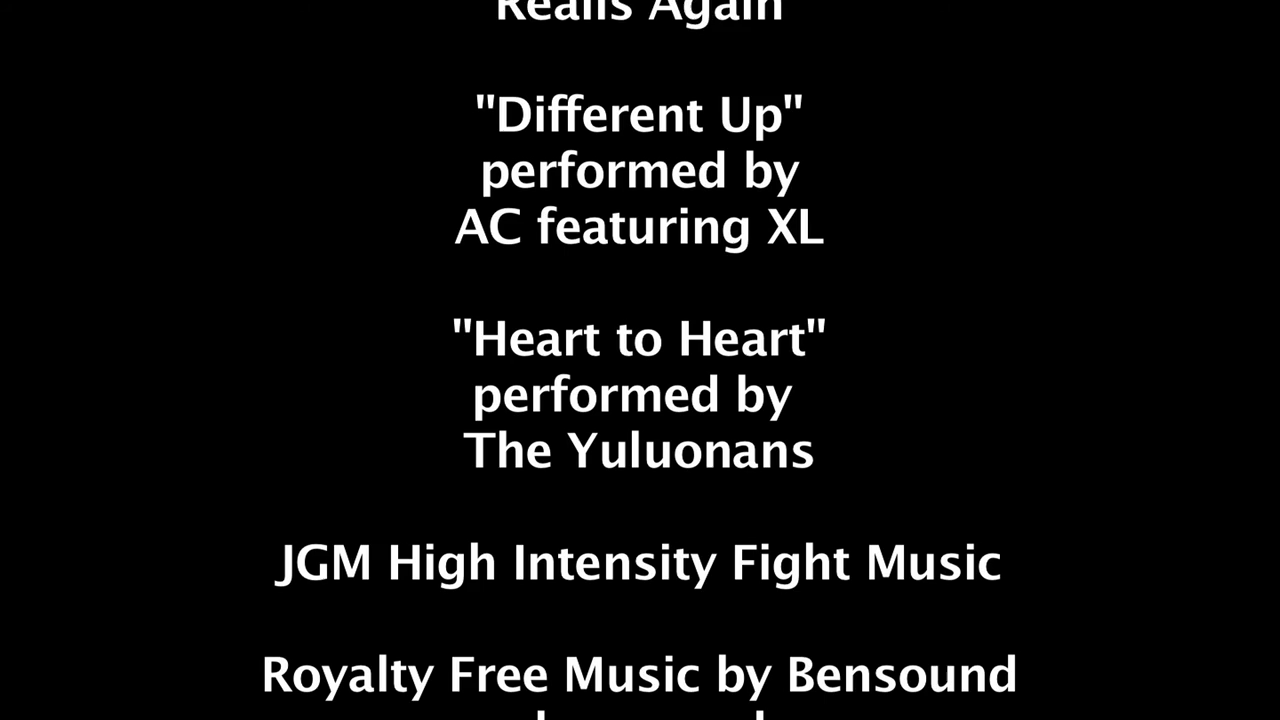 Again
"Different Up"
performed by
AC featuring XL
"Heart to Heart"
performed by
The Yuluonans
JGM High Intensity Fight Music
Royalty Free Music by Bensound